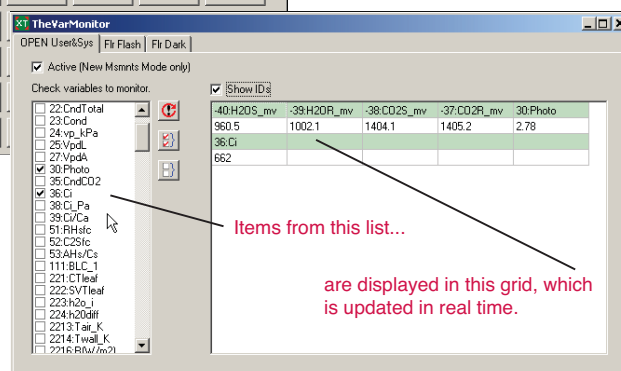 TheVarMonitor
OPEN User&Sys Flr Flash Flr Dark
Active (New Msmnts Mode only)
Check variables to monitor.
22:CndTotal
23:Cond
24:vp_kPa
25:VpdL
27:VpdA
30:Photo
35:CndCO2
36:Ci
38:Ci_Pa
39:Ci/Ca
51:RHsfc
52:C2Sfc
53:AHs/Cs
111:BLC_1
221:CTleaf
222:SVTleaf
223:h2o_i
224:h20diff
2213:Tair_K
2214:Twall_K
2216:R(W/m2)
Show IDs
-40:H2OS_mv -39:H2OR_mv -38:CO2S_mv -37:CO2R_mv 30:Photo
960.5 1002.1 1404.1 1405.2 2.78
36:Ci
662
Items from this list...
are displayed in this grid, which
is updated in real time.